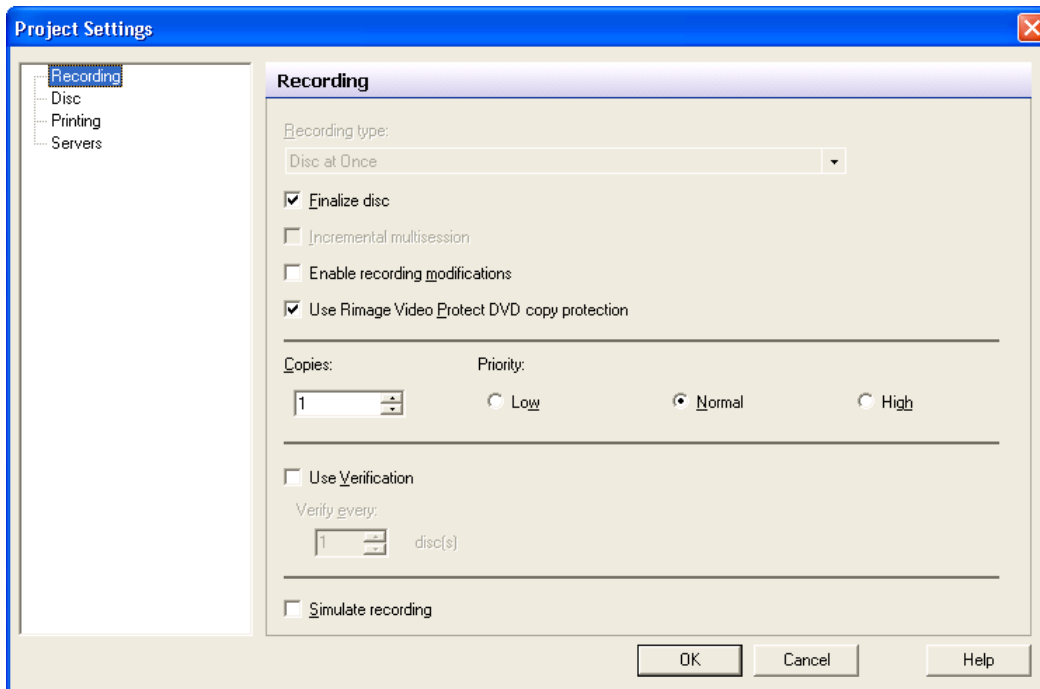 Project Settings
Recording
Disc
Printing
Servers
Recording
Recording type:
Disc at Once
Finalize disc
Incremental multisession
Enable recording modifications
Use Rimage Video Protect DVD copy protection
Copies: Priority:
1 Low Normal High
Use Verification
Verify every:
1 disc(s)
Simulate recording
OK Cancel Help